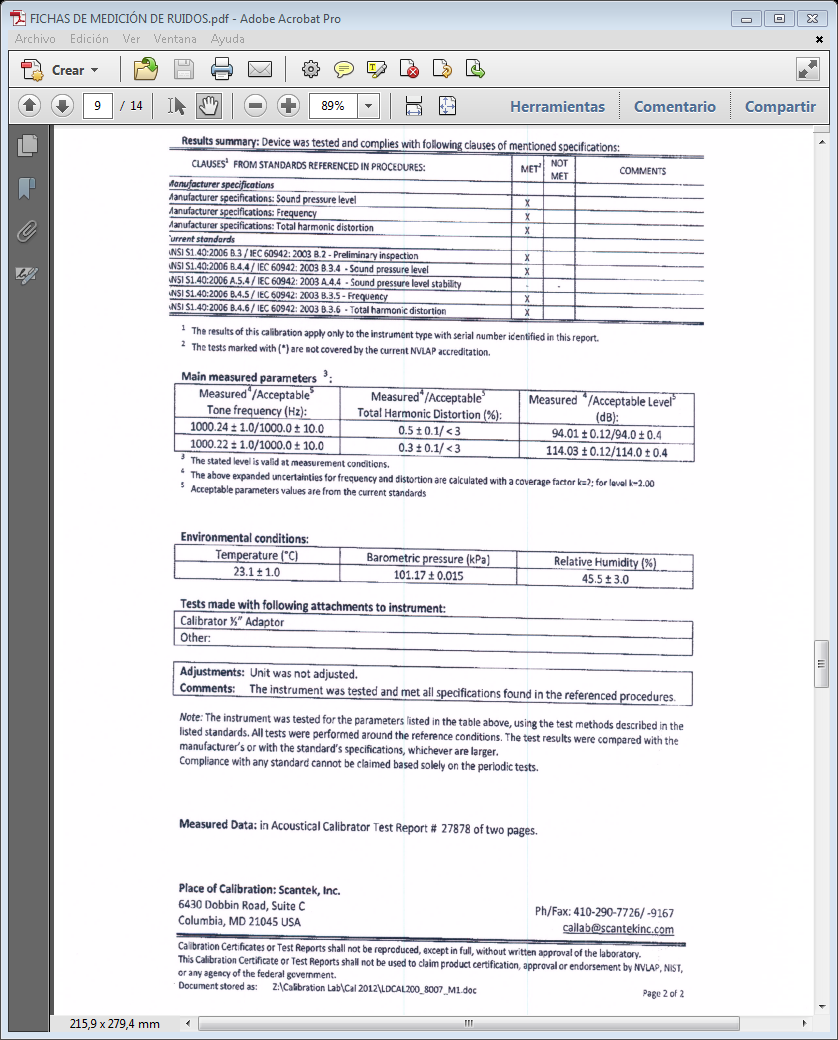 FICHAS DE MEDICIÓN DE RUIDOS.pdf - Adobe Acrobat Pro
Archivo Edición Ver Ventana Ayuda
Crear
9 / 14 89% Herramientas Comentario Compartir
Results summary: Device was tested and complies with following clauses of mentioned specifications:
CLAUSES¹ FROM STANDARDS REFERENCED IN PROCEDURES: MET² NOT MET COMMENTS
Manufacturer specifications
Manufacturer specifications: Sound pressure level X
Manufacturer specifications: Frequency X
Manufacturer specifications: Total harmonic distortion X
Current standards
ANSI S1.40:2006 B.3 / IEC 60942: 2003 B.2 - Preliminary inspection X
ANSI S1.40:2006 B.4.4 / IEC 60942: 2003 B.3.4 - Sound pressure level X
ANSI S1.40:2006 A.5.4 / IEC 60942: 2003 A.4.4 - Sound pressure level stability - -
ANSI S1.40:2006 B.4.5 / IEC 60942: 2003 B.3.5 - Frequency X
ANSI S1.40:2006 B.4.6 / IEC 60942: 2003 B.3.6 - Total harmonic distortion X
¹ The results of this calibration apply only to the instrument type with serial number identified in this report.
² The tests marked with (*) are not covered by the current NVLAP accreditation.
Main measured parameters ³:
Measured⁴/Acceptable⁵ Measured⁴/Acceptable⁵ Measured ⁴/Acceptable Level⁵
Tone frequency (Hz): Total Harmonic Distortion (%): (dB):
1000.24 ± 1.0/1000.0 ± 10.0 0.5 ± 0.1/ < 3 94.01 ± 0.12/94.0 ± 0.4
1000.22 ± 1.0/1000.0 ± 10.0 0.3 ± 0.1/ < 3 114.03 ± 0.12/114.0 ± 0.4
³ The stated level is valid at measurement conditions.
⁴ The above expanded uncertainties for frequency and distortion are calculated with a coverage factor k=2; for level k=2.00
⁵ Acceptable parameters values are from the current standards
Environmental conditions:
Temperature (°C) Barometric pressure (kPa) Relative Humidity (%)
23.1 ± 1.0 101.17 ± 0.015 45.5 ± 3.0
Tests made with following attachments to instrument:
Calibrator ½" Adaptor
Other:
Adjustments: Unit was not adjusted.
Comments: The instrument was tested and met all specifications found in the referenced procedures.
Note: The instrument was tested for the parameters listed in the table above, using the test methods described in the
listed standards. All tests were performed around the reference conditions. The test results were compared with the
manufacturer's or with the standard's specifications, whichever are larger.
Compliance with any standard cannot be claimed based solely on the periodic tests.
Measured Data: in Acoustical Calibrator Test Report # 27878 of two pages.
Place of Calibration: Scantek, Inc.
6430 Dobbin Road, Suite C Ph/Fax: 410-290-7726/ -9167
Columbia, MD 21045 USA callab@scantekinc.com
Calibration Certificates or Test Reports shall not be reproduced, except in full, without written approval of the laboratory.
This Calibration Certificate or Test Reports shall not be used to claim product certification, approval or endorsement by NVLAP, NIST,
or any agency of the federal government.
Document stored as: Z:\Calibration Lab\Cal 2012\LDCAL200_8007_M1.doc Page 2 of 2
215,9 x 279,4 mm